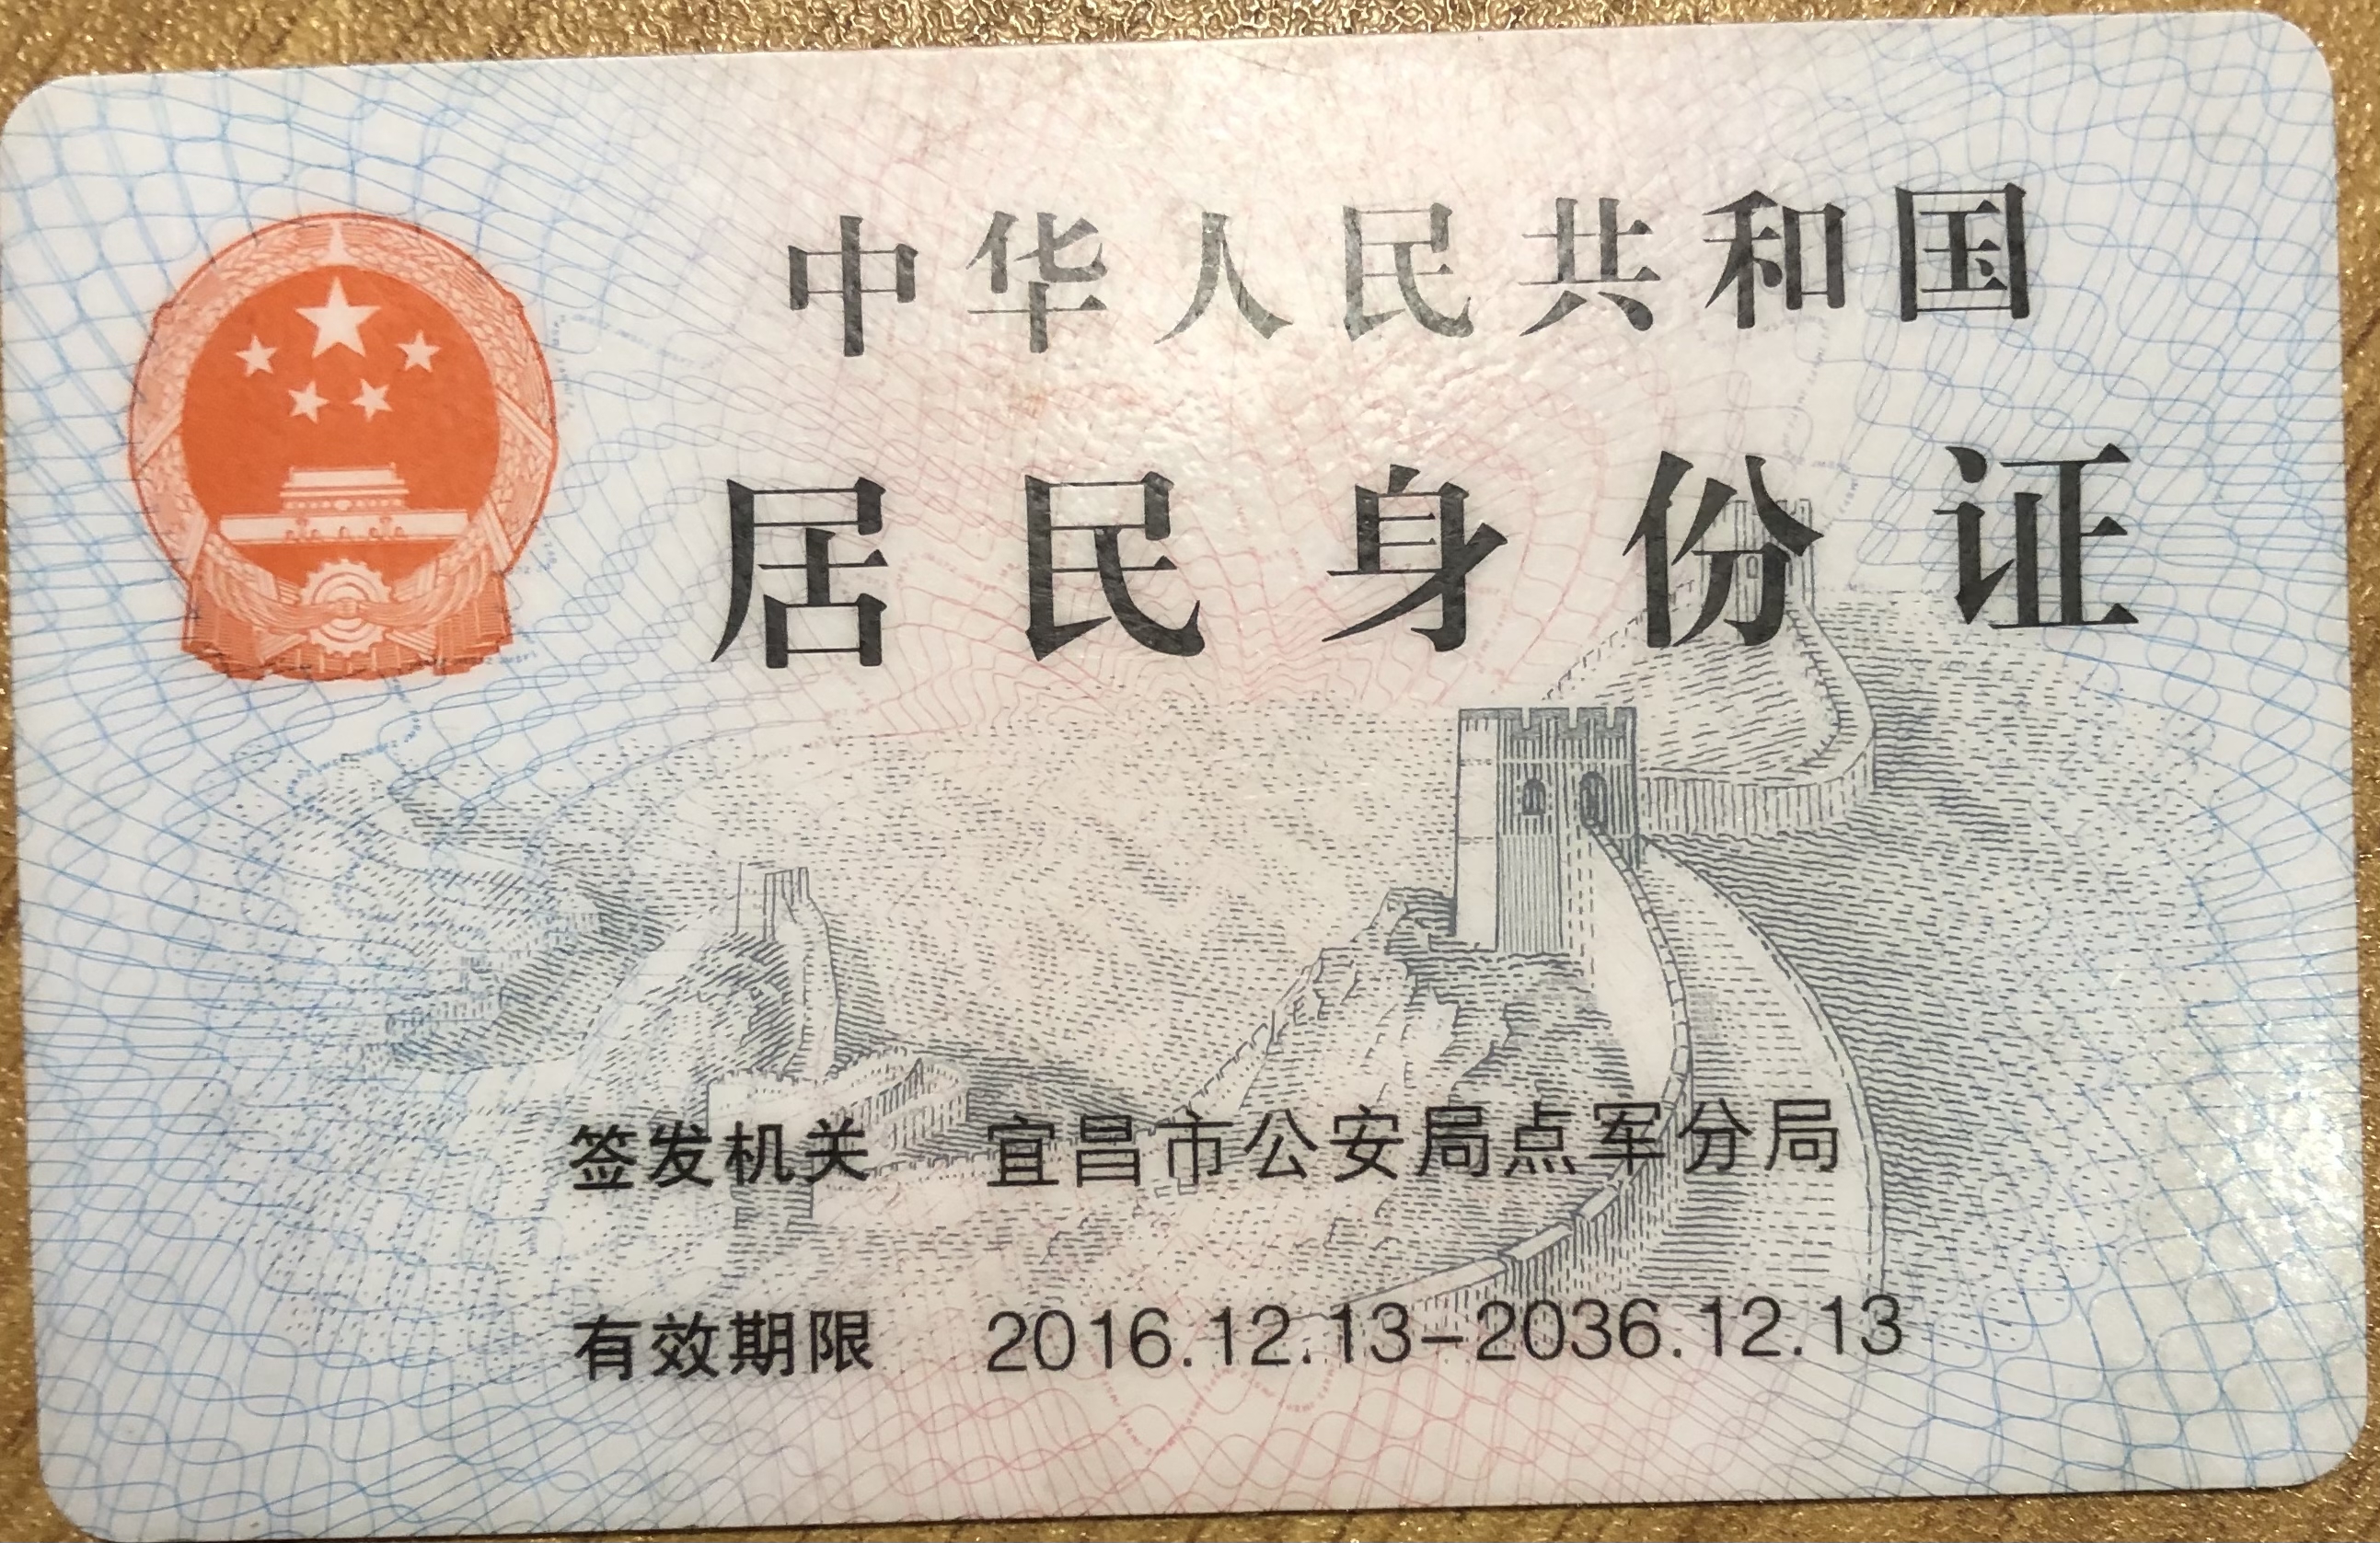 中华人民共和国
居民身份证
签发机关 宜昌市公安局点军分局
有效期限 2016.12.13-2036.12.13